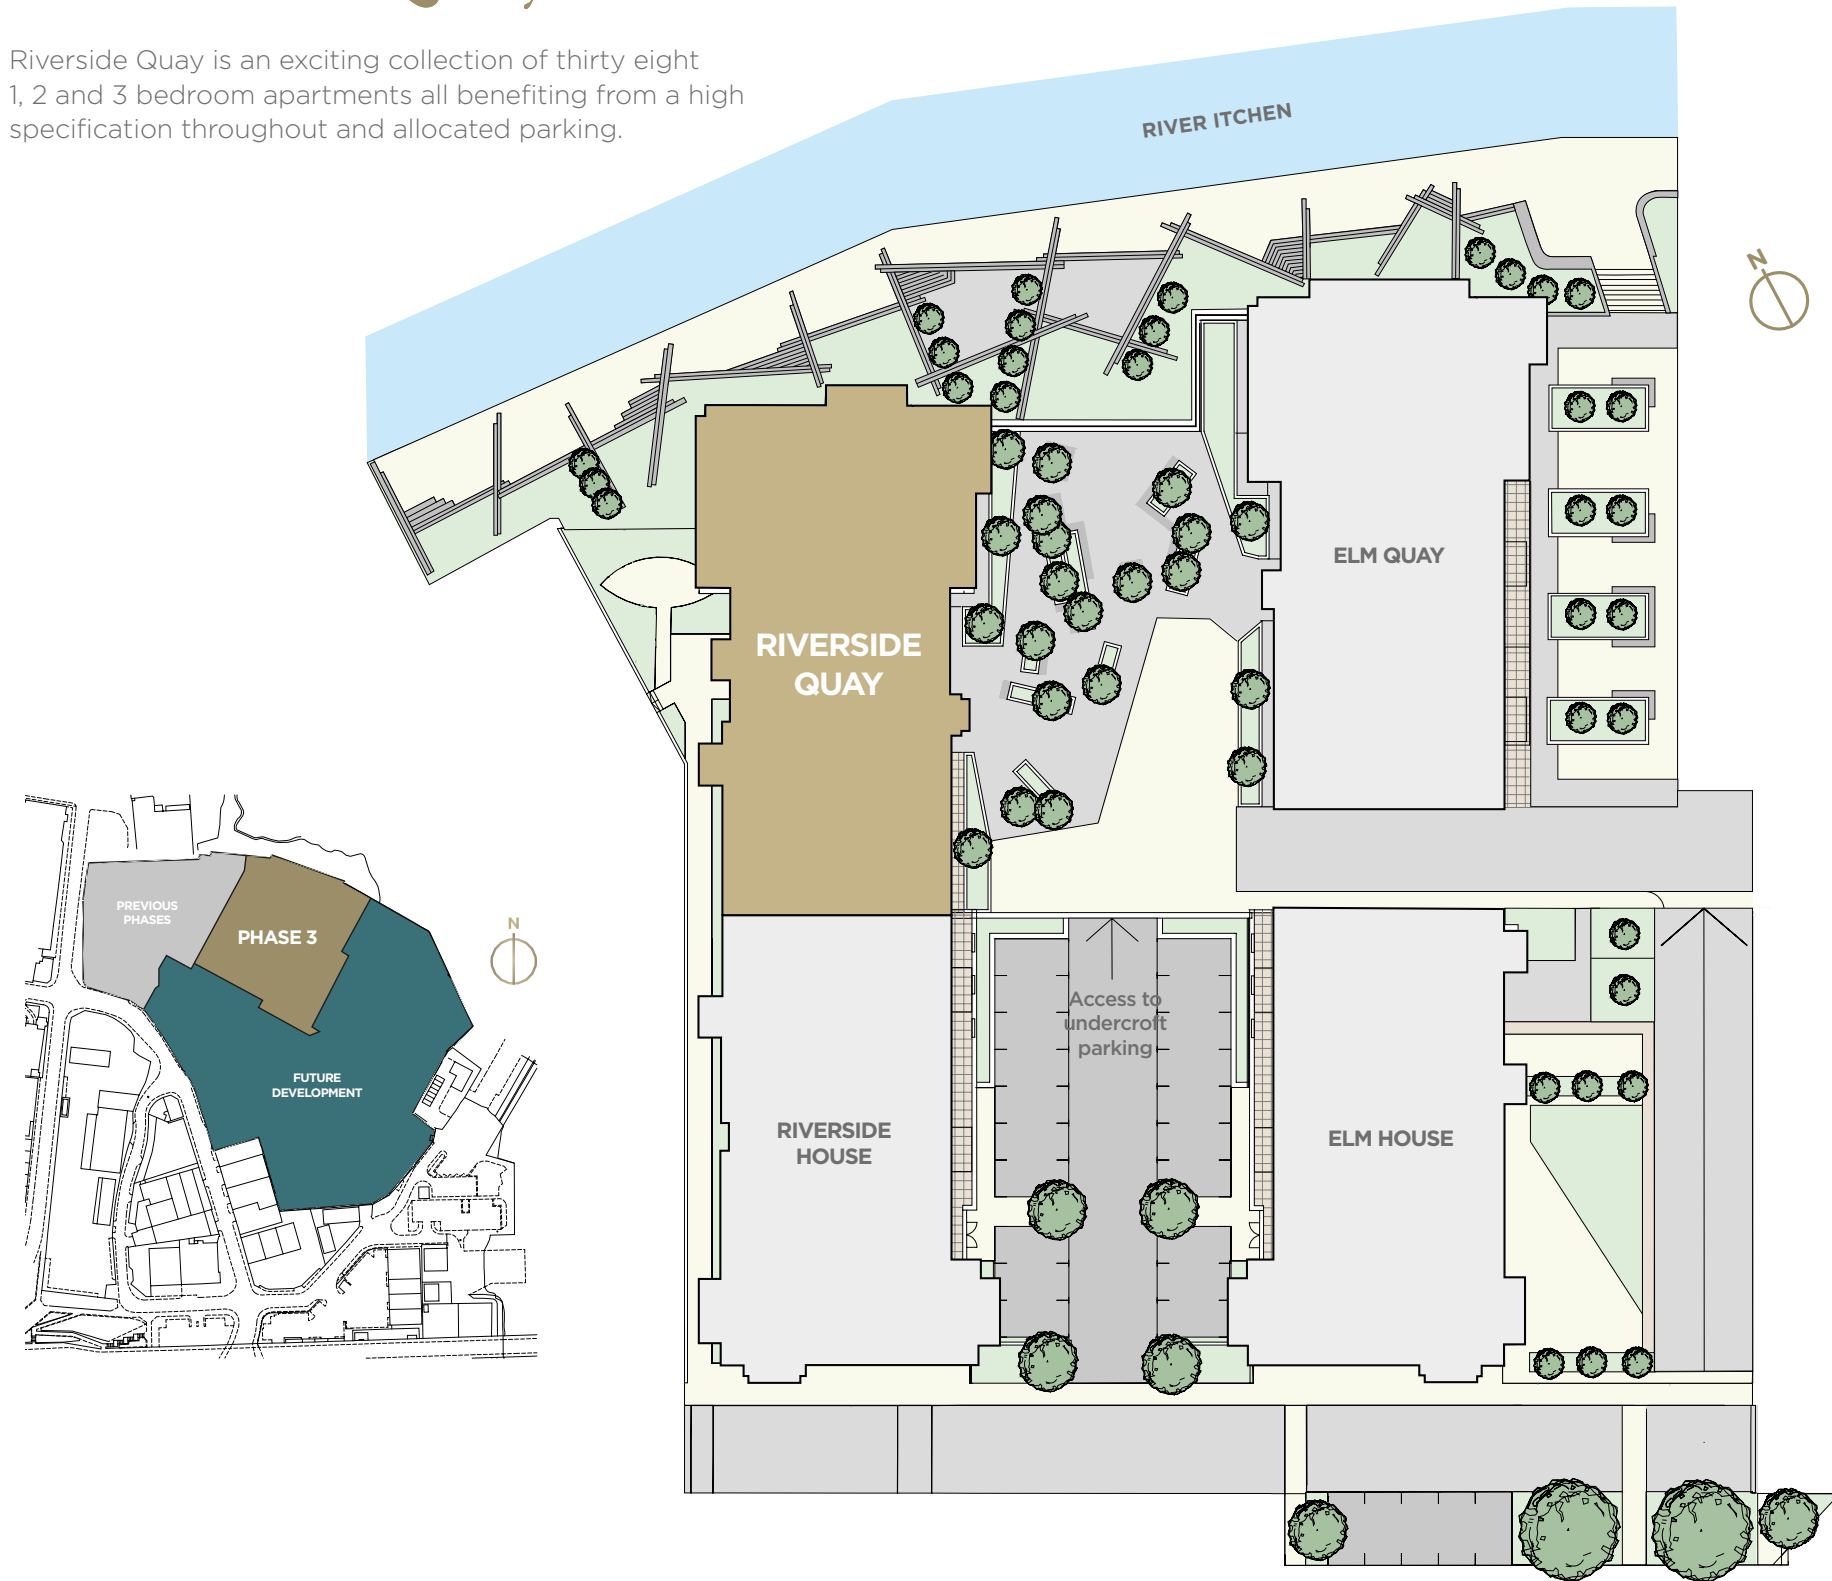 Riverside Quay is an exciting collection of thirty eight
1, 2 and 3 bedroom apartments all benefiting from a high
specification throughout and allocated parking.
RIVER ITCHEN
N
ELM QUAY
RIVERSIDE
QUAY
PREVIOUS
PHASES
PHASE 3
N
FUTURE
DEVELOPMENT
Access to
undercroft
parking
RIVERSIDE
HOUSE
ELM HOUSE